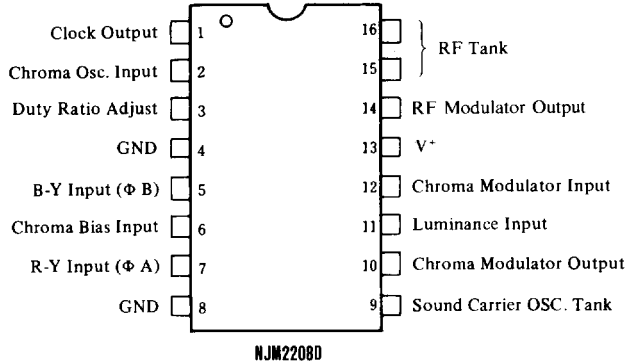 Clock Output 1
Chroma Osc. Input 2
Duty Ratio Adjust 3
GND 4
B-Y Input (Φ B) 5
Chroma Bias Input 6
R-Y Input (Φ A) 7
GND 8
16
RF Tank
15
14 RF Modulator Output
13 V⁺
12 Chroma Modulator Input
11 Luminance Input
10 Chroma Modulator Output
9 Sound Carrier OSC. Tank
NJM2208D